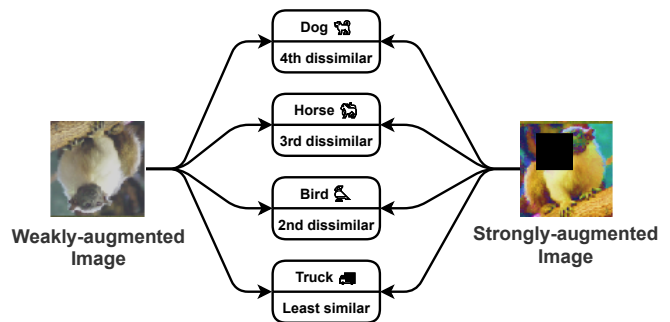 Dog
4th dissimilar
Horse
3rd dissimilar
Bird
2nd dissimilar
Truck
Least similar
Weakly-augmented
Image
Strongly-augmented
Image